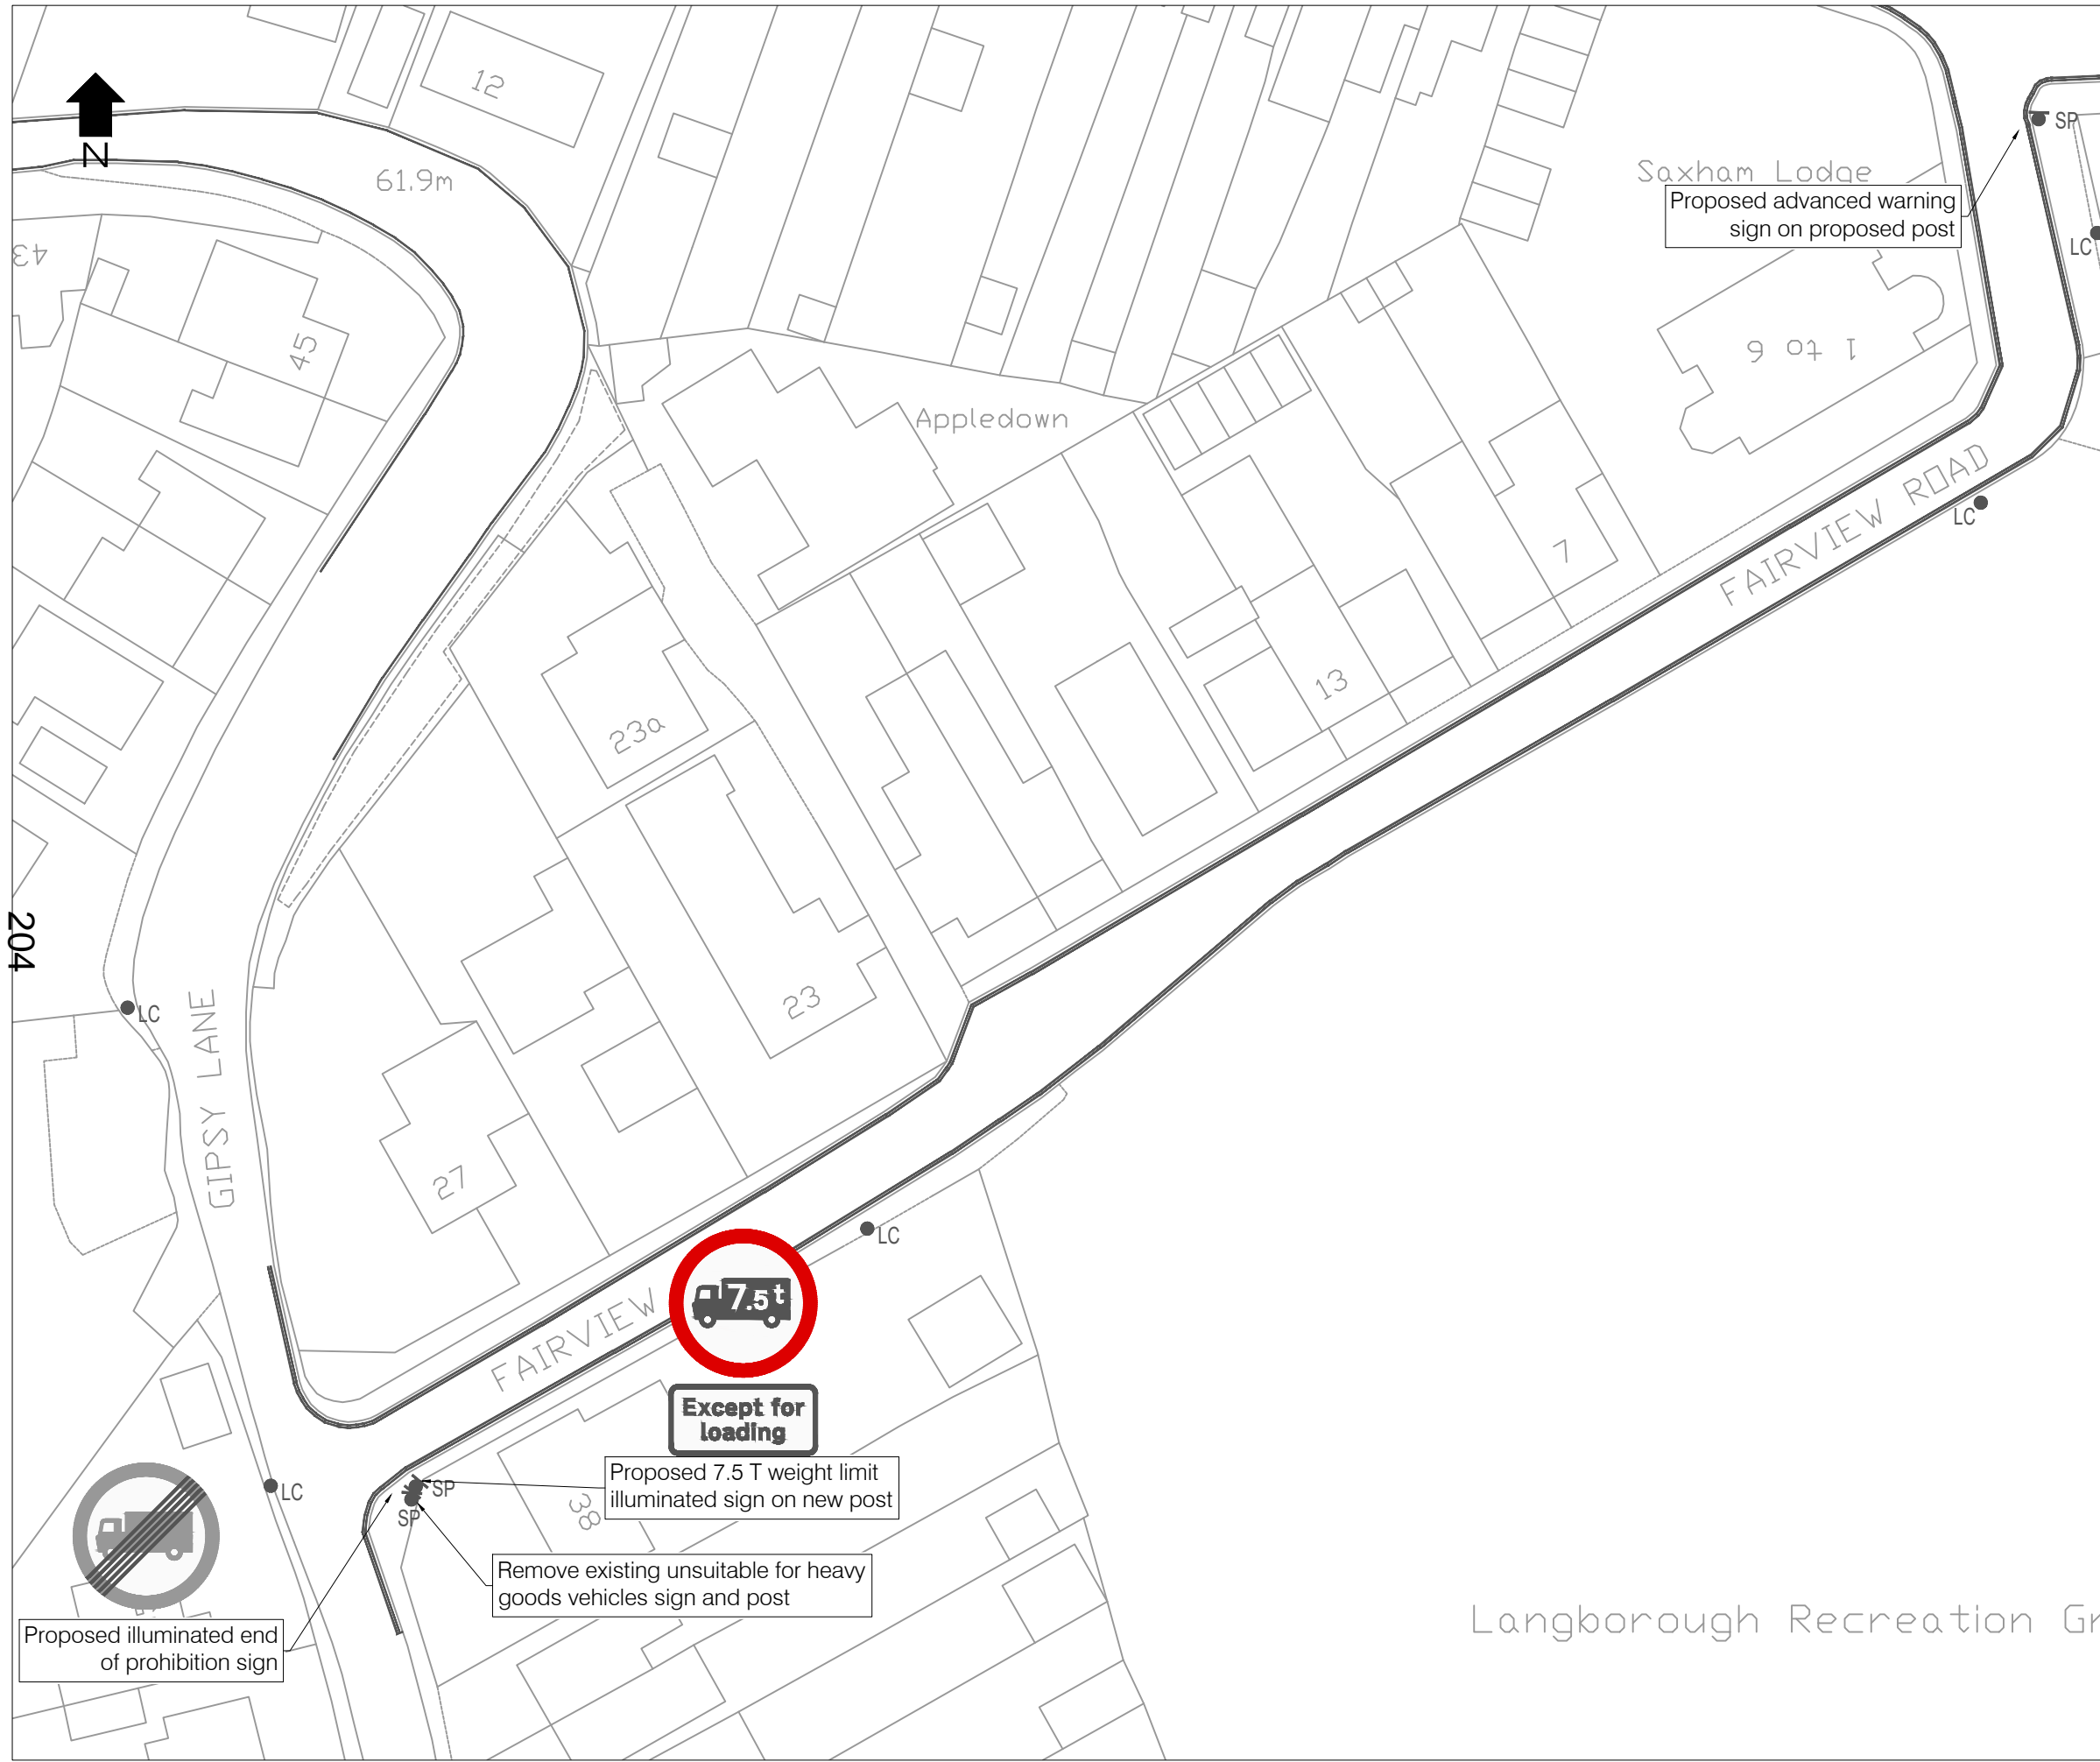 12
N
61.9m
43
45
Saxham Lodge
Proposed advanced warning
sign on proposed post
SP
LC
1 to 6
Appledown
FAIRVIEW ROAD
LC
7
13
23a
23
204
LC
GIPSY LANE
27
LC
FAIRVIEW
7.5t
Except for
loading
Proposed 7.5 T weight limit
illuminated sign on new post
SP
SP
LC
38
Remove existing unsuitable for heavy
goods vehicles sign and post
Proposed illuminated end
of prohibition sign
Langborough Recreation Gr